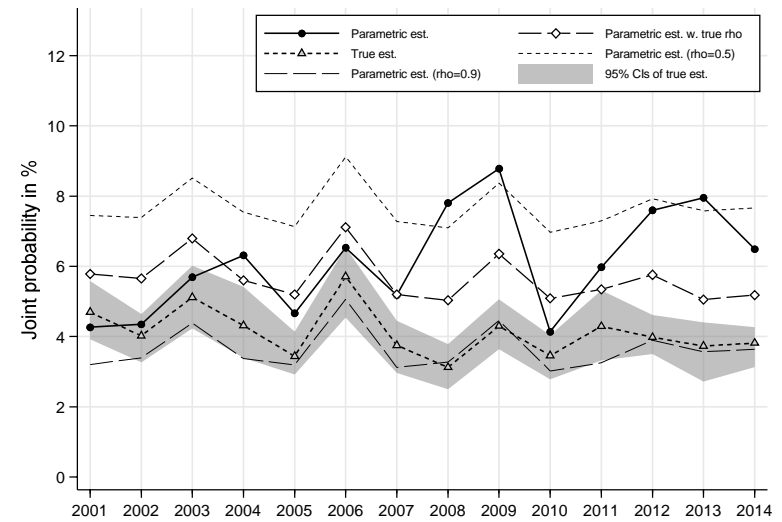 Parametric est.
Parametric est. w. true rho
True est.
Parametric est. (rho=0.5)
Parametric est. (rho=0.9)
95% CIs of true est.
Joint probability in %
12
10
8
6
4
2
0
2001 2002 2003 2004 2005 2006 2007 2008 2009 2010 2011 2012 2013 2014